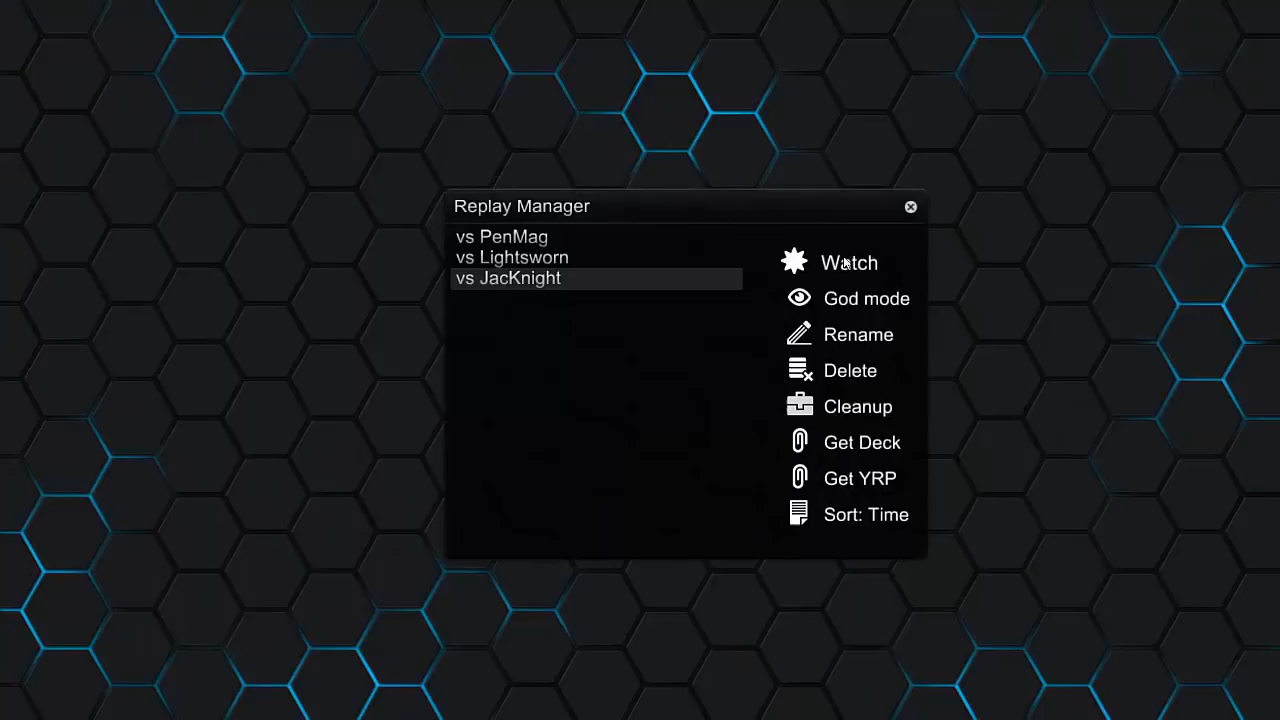 Replay Manager
vs PenMag
vs Lightsworn
vs JacKnight
Watch
God mode
Rename
Delete
Cleanup
Get Deck
Get YRP
Sort: Time